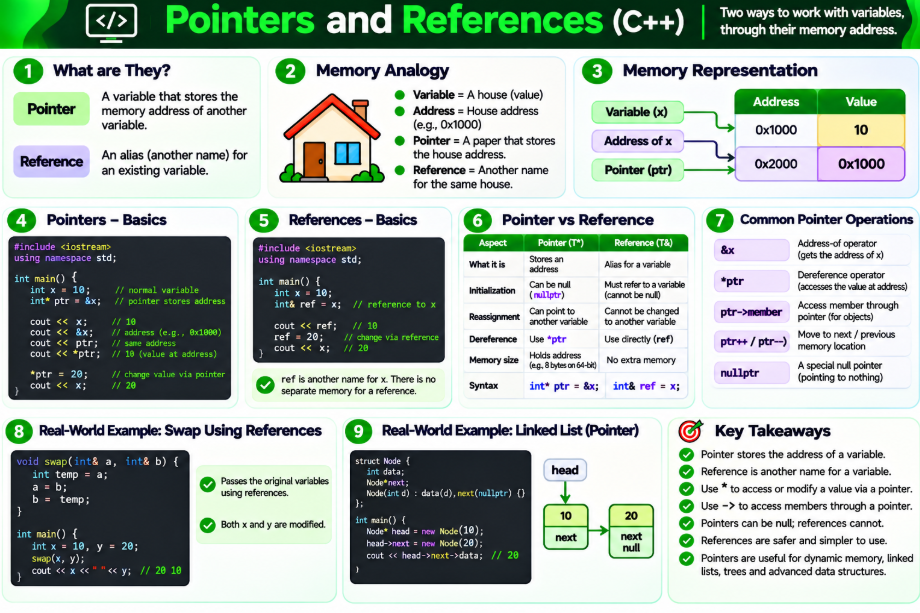 </>
Pointers and References (C++)
Two ways to work with variables,
through their memory address.
1 What are They?
Pointer
A variable that stores the
memory address of another
variable.
Reference
An alias (another name) for
an existing variable.
2 Memory Analogy
Variable = A house (value)
Address = House address
(e.g., 0x1000)
Pointer = A paper that stores
the house address.
Reference = Another name
for the same house.
3 Memory Representation
Variable (x)
Address of x
Pointer (ptr)
Address Value
0x1000 10
0x2000 0x1000
4 Pointers – Basics
#include <iostream>
using namespace std;
int main() {
int x = 10; // normal variable
int* ptr = &x; // pointer stores address
cout << x; // 10
cout << &x; // address (e.g., 0x1000)
cout << ptr; // same address
cout << *ptr; // 10 (value at address)
*ptr = 20; // change value via pointer
cout << x; // 20
}
5 References – Basics
#include <iostream>
using namespace std;
int main() {
int x = 10;
int& ref = x; // reference to x
cout << ref; // 10
ref = 20; // change via reference
cout << x; // 20
}
ref is another name for x. There is no
separate memory for a reference.
6 Pointer vs Reference
Aspect Pointer (T*) Reference (T&)
What it is Stores an address Alias for a variable
Initialization Can be null (nullptr) Must refer to a variable (cannot be null)
Reassignment Can point to another variable Cannot be changed to another variable
Dereference Use *ptr Use directly (ref)
Memory size Holds address (e.g., 8 bytes on 64-bit) No extra memory
Syntax int* ptr = &x; int& ref = x;
7 Common Pointer Operations
&x Address-of operator
(gets the address of x)
*ptr Dereference operator
(accesses the value at address)
ptr->member Access member through
pointer (for objects)
ptr++ / ptr--) Move to next / previous
memory location
nullptr A special null pointer
(pointing to nothing)
8 Real-World Example: Swap Using References
void swap(int& a, int& b) {
int temp = a;
a = b;
b = temp;
}
int main() {
int x = 10, y = 20;
swap(x, y);
cout << x << " " << y; // 20 10
}
Passes the original variables
using references.
Both x and y are modified.
9 Real-World Example: Linked List (Pointer)
struct Node {
int data;
Node*next;
Node(int d) : data(d),next(nullptr) {}
};
int main() {
Node* head = new Node(10);
head->next = new Node(20);
cout << head->next->data; // 20
}
head
10 20
next next
null
Key Takeaways
Pointer stores the address of a variable.
Reference is another name for a variable.
Use * to access or modify a value via a pointer.
Use -> to access members through a pointer.
Pointers can be null; references cannot.
References are safer and simpler to use.
Pointers are useful for dynamic memory, linked
lists, trees and advanced data structures.